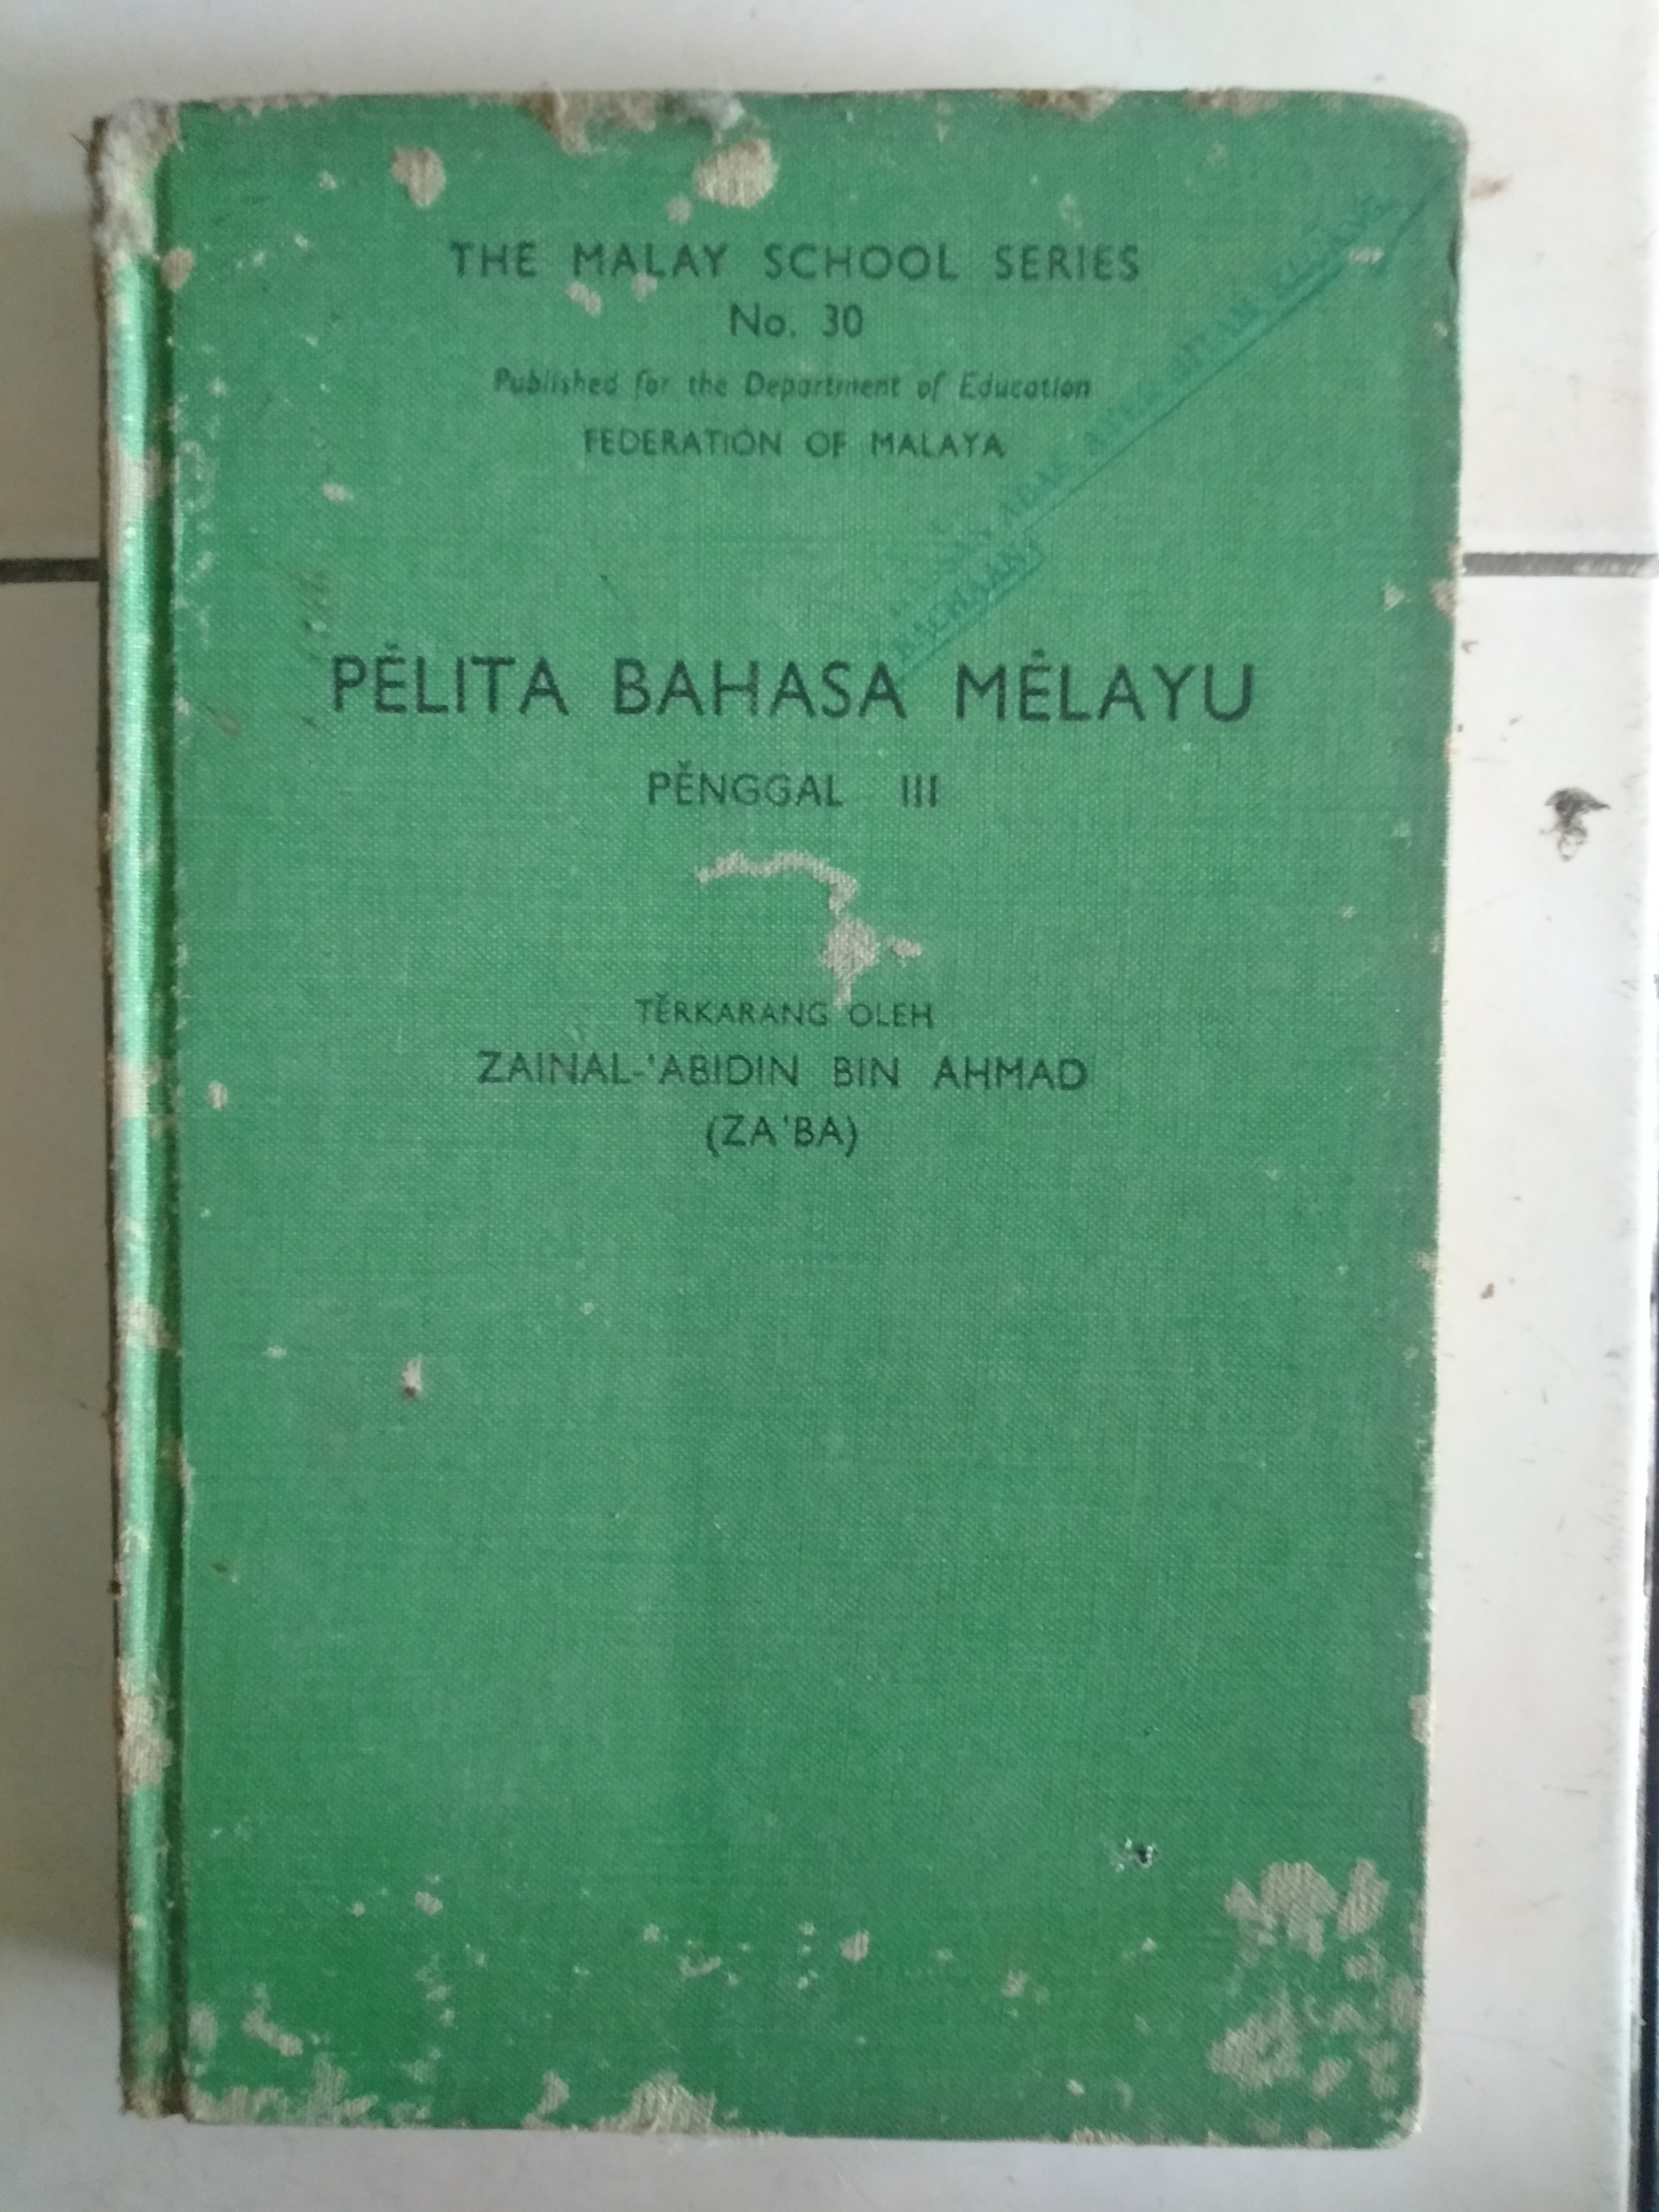 THE MALAY SCHOOL SERIES
No. 30
Published for the Department of Education
FEDERATION OF MALAYA
PĔLITA BAHASA MĔLAYU
PĔNGGAL III
TĔRKARANG OLEH
ZAINAL-'ABIDIN BIN AHMAD
(ZA'BA)